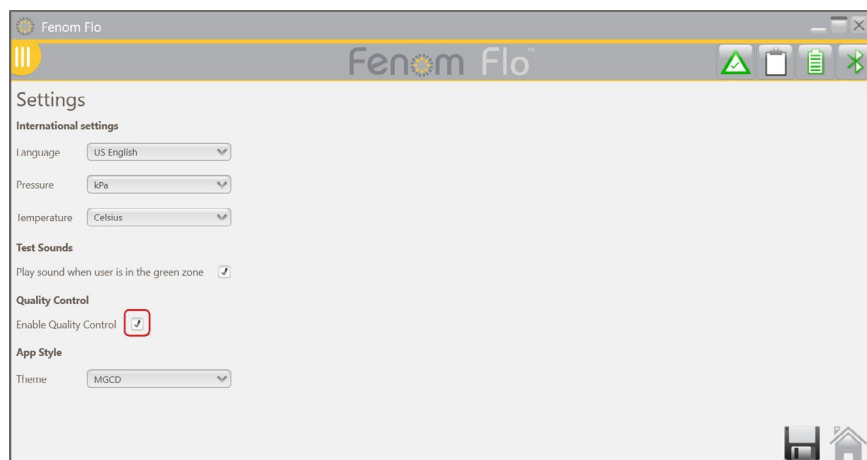 Fenom Flo
Fenom Flo™
Settings
International settings
Language US English
Pressure kPa
Temperature Celsius
Test Sounds
Play sound when user is in the green zone
Quality Control
Enable Quality Control
App Style
Theme MGCD